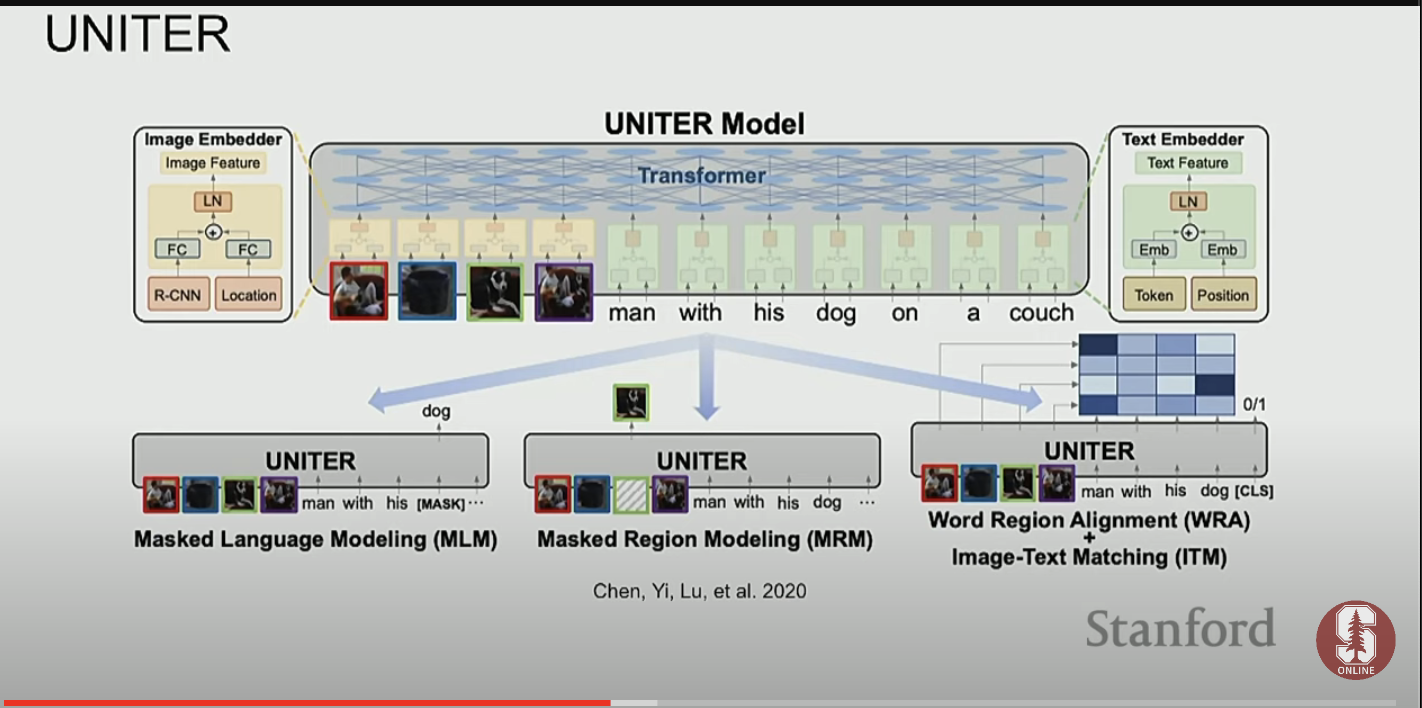 UNITER
UNITER Model
Image Embedder
Image Feature
LN
+
FC FC
R-CNN Location
Transformer
Text Embedder
Text Feature
LN
+
Emb Emb
Token Position
man with his dog on a couch
dog
UNITER
man with his [MASK] ...
Masked Language Modeling (MLM)
UNITER
man with his dog ...
Masked Region Modeling (MRM)
0/1
UNITER
man with his dog [CLS]
Word Region Alignment (WRA)
+
Image-Text Matching (ITM)
Chen, Yi, Lu, et al. 2020
Stanford
S
ONLINE